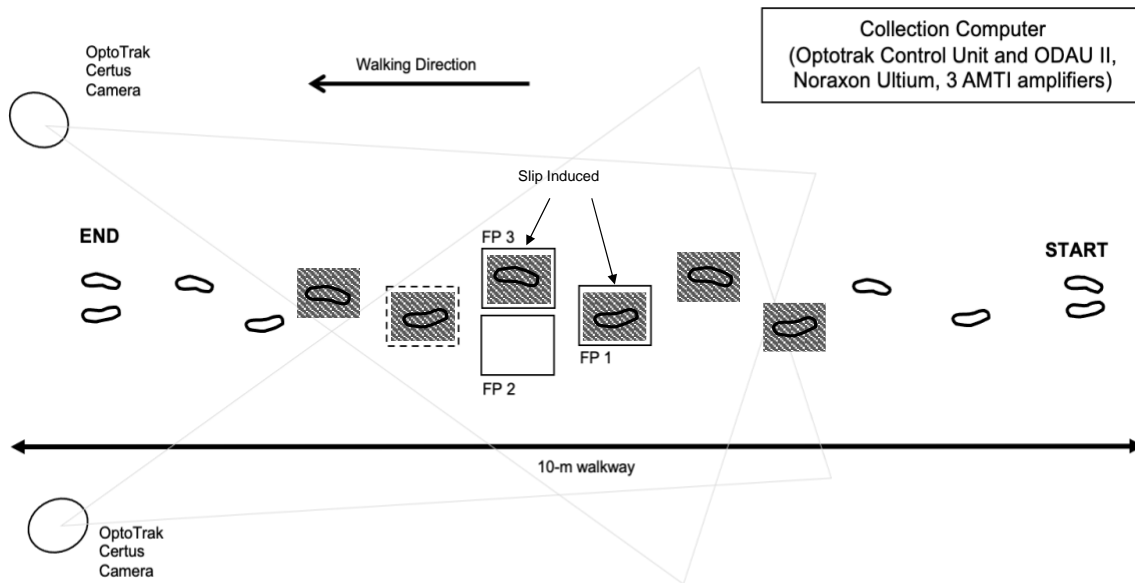 OptoTrak
Certus
Camera
Walking Direction
Collection Computer
(Optotrak Control Unit and ODAU II,
Noraxon Ultium, 3 AMTI amplifiers)
Slip Induced
END
FP 3
START
FP 1
FP 2
10-m walkway
OptoTrak
Certus
Camera